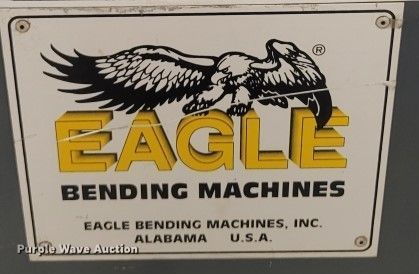 ®
EAGLE
BENDING MACHINES
EAGLE BENDING MACHINES, INC.
ALABAMA U.S.A.
Purple Wave Auction